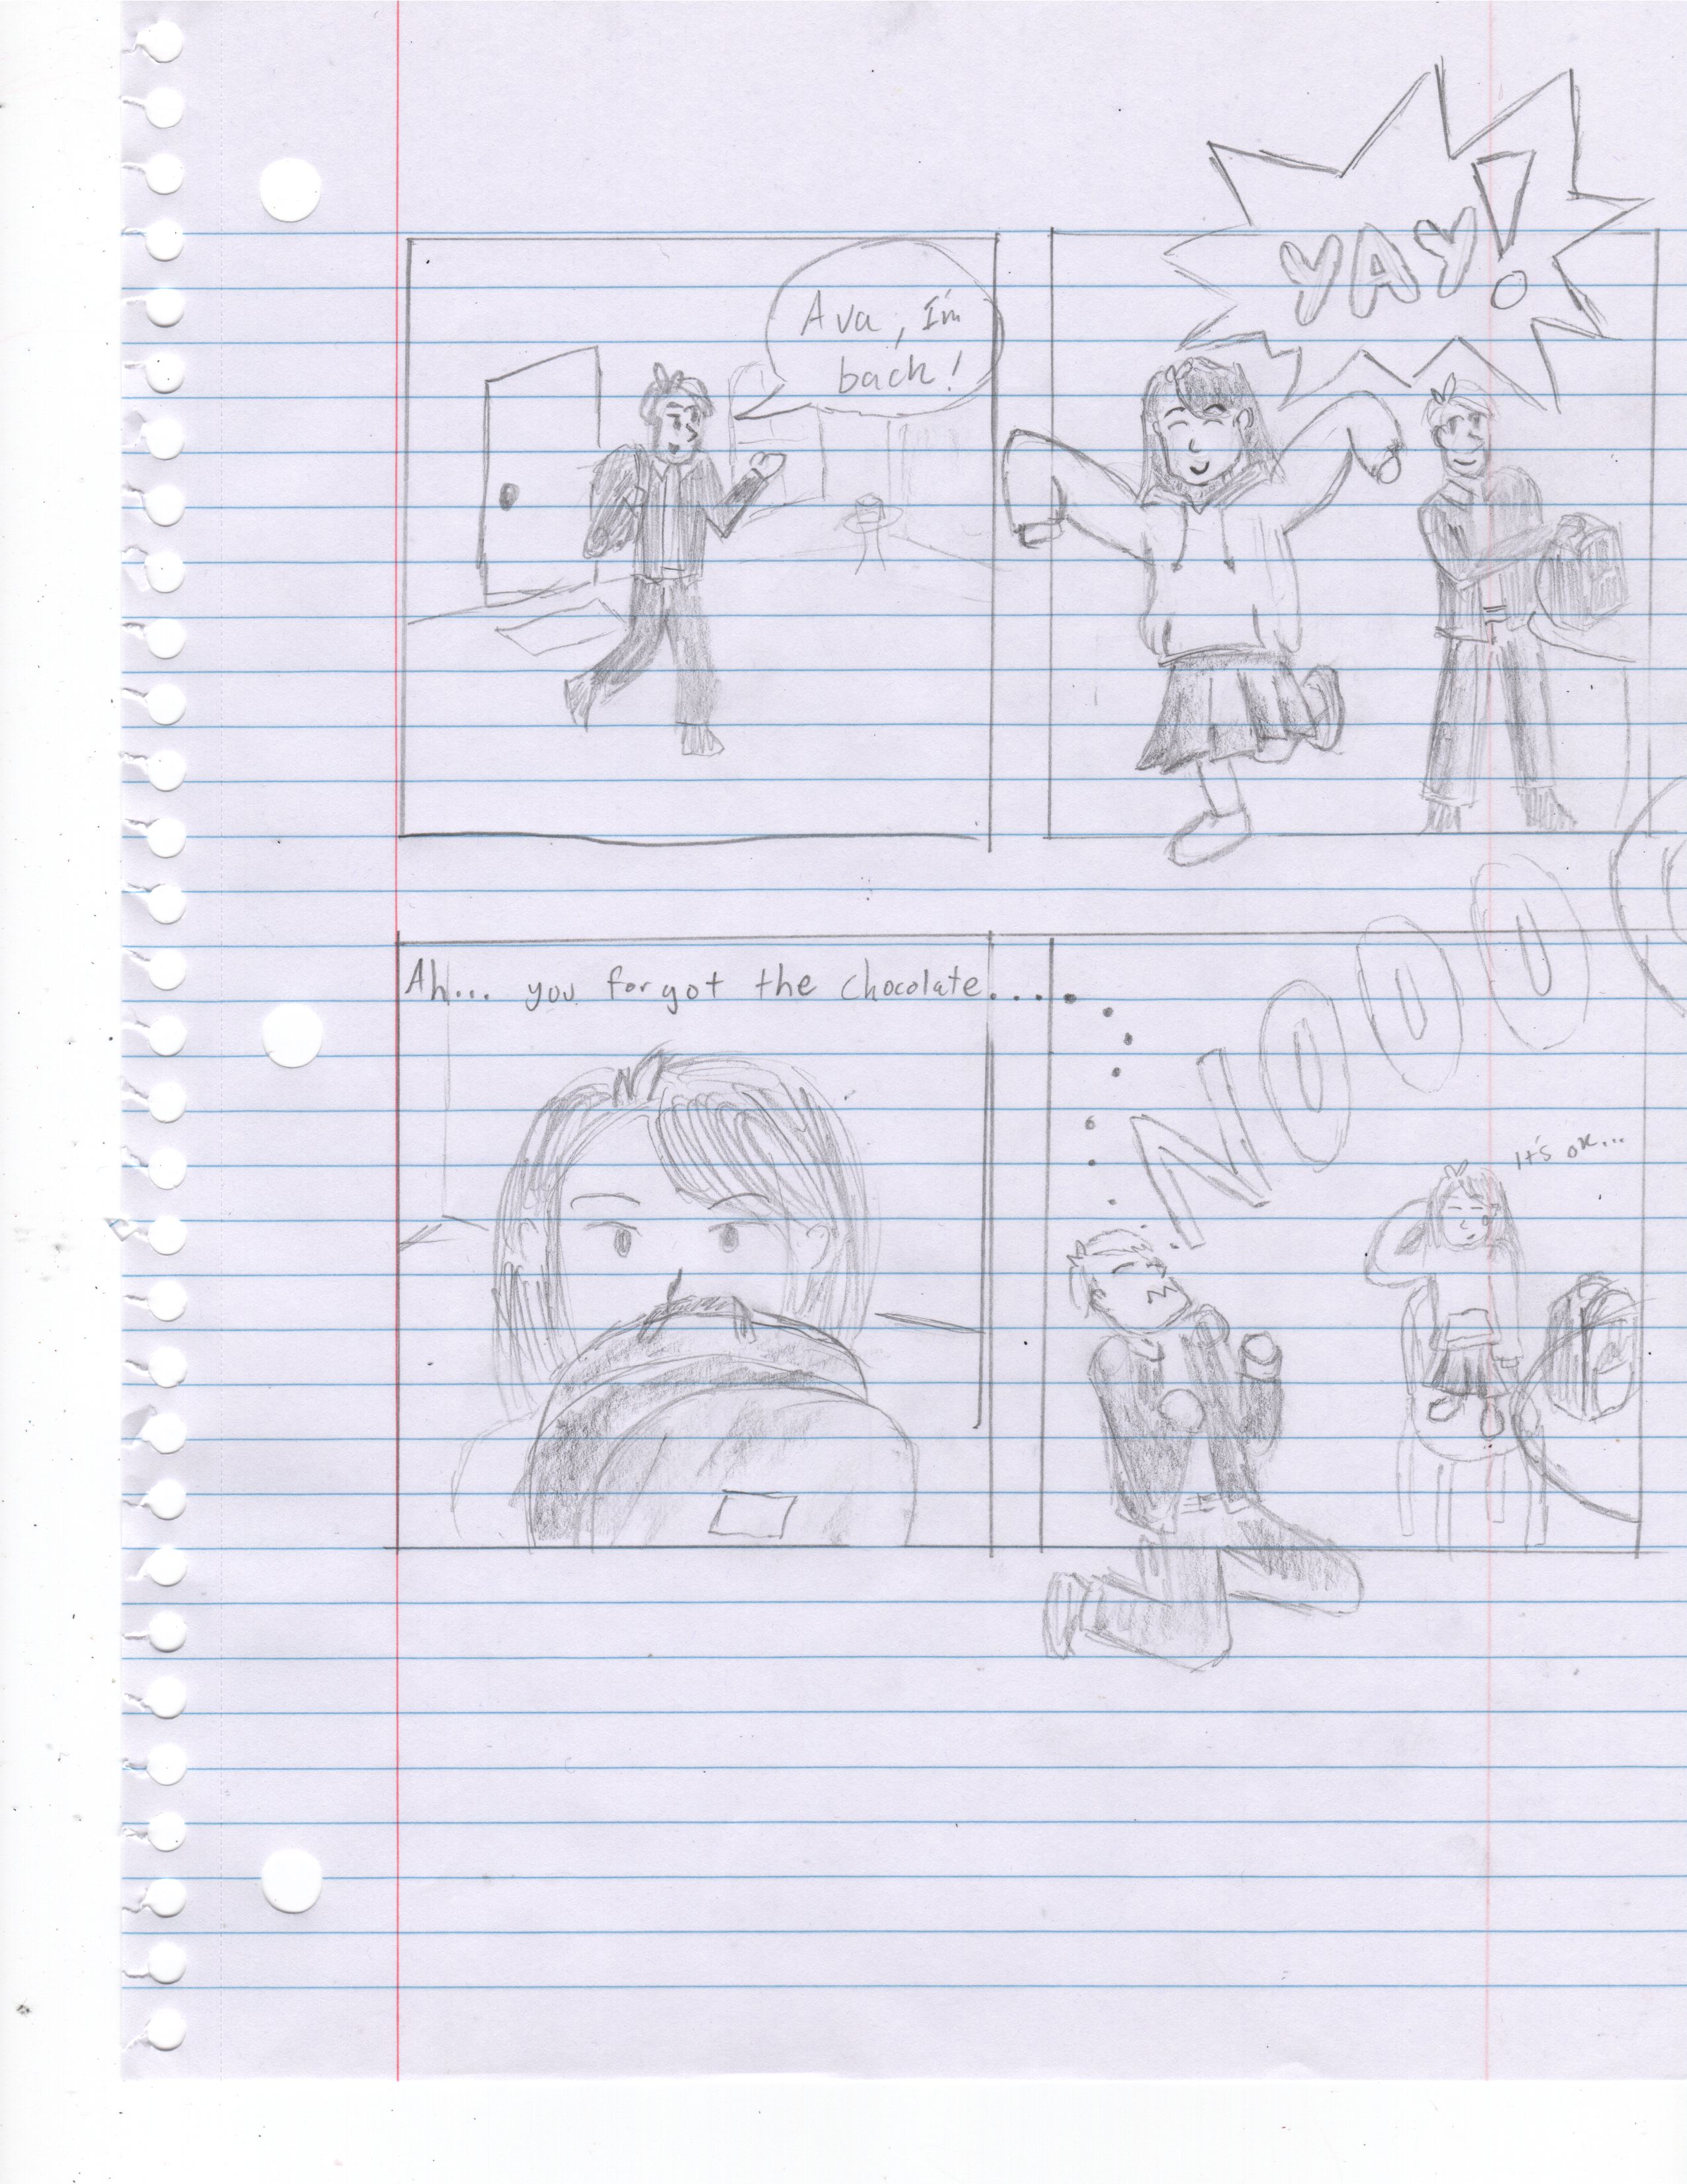 Ava, I'm
back!
YAY!
Ah... you forgot the chocolate....
NOOOO
It's ok...